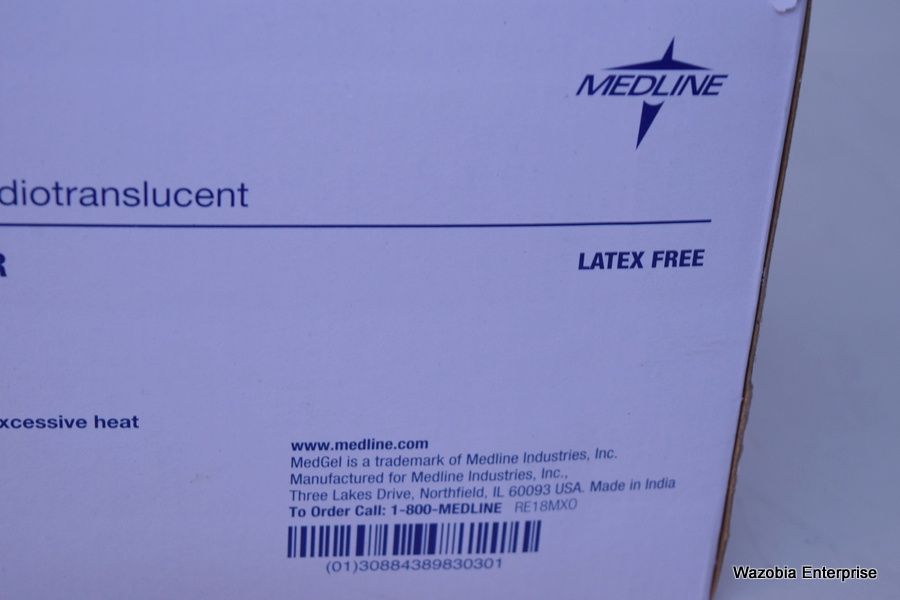 MEDLINE
diotranslucent
R
LATEX FREE
xcessive heat
www.medline.com
MedGel is a trademark of Medline Industries, Inc.
Manufactured for Medline Industries, Inc.,
Three Lakes Drive, Northfield, IL 60093 USA. Made in India
To Order Call: 1-800-MEDLINE RE18MXO
(01)30884389830301
Wazobia Enterprise